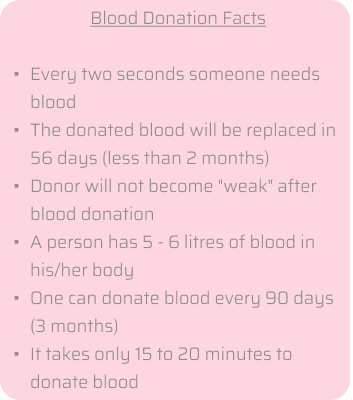 Blood Donation Facts
• Every two seconds someone needs
blood
• The donated blood will be replaced in
56 days (less than 2 months)
• Donor will not become "weak" after
blood donation
• A person has 5 - 6 litres of blood in
his/her body
• One can donate blood every 90 days
(3 months)
• It takes only 15 to 20 minutes to
donate blood